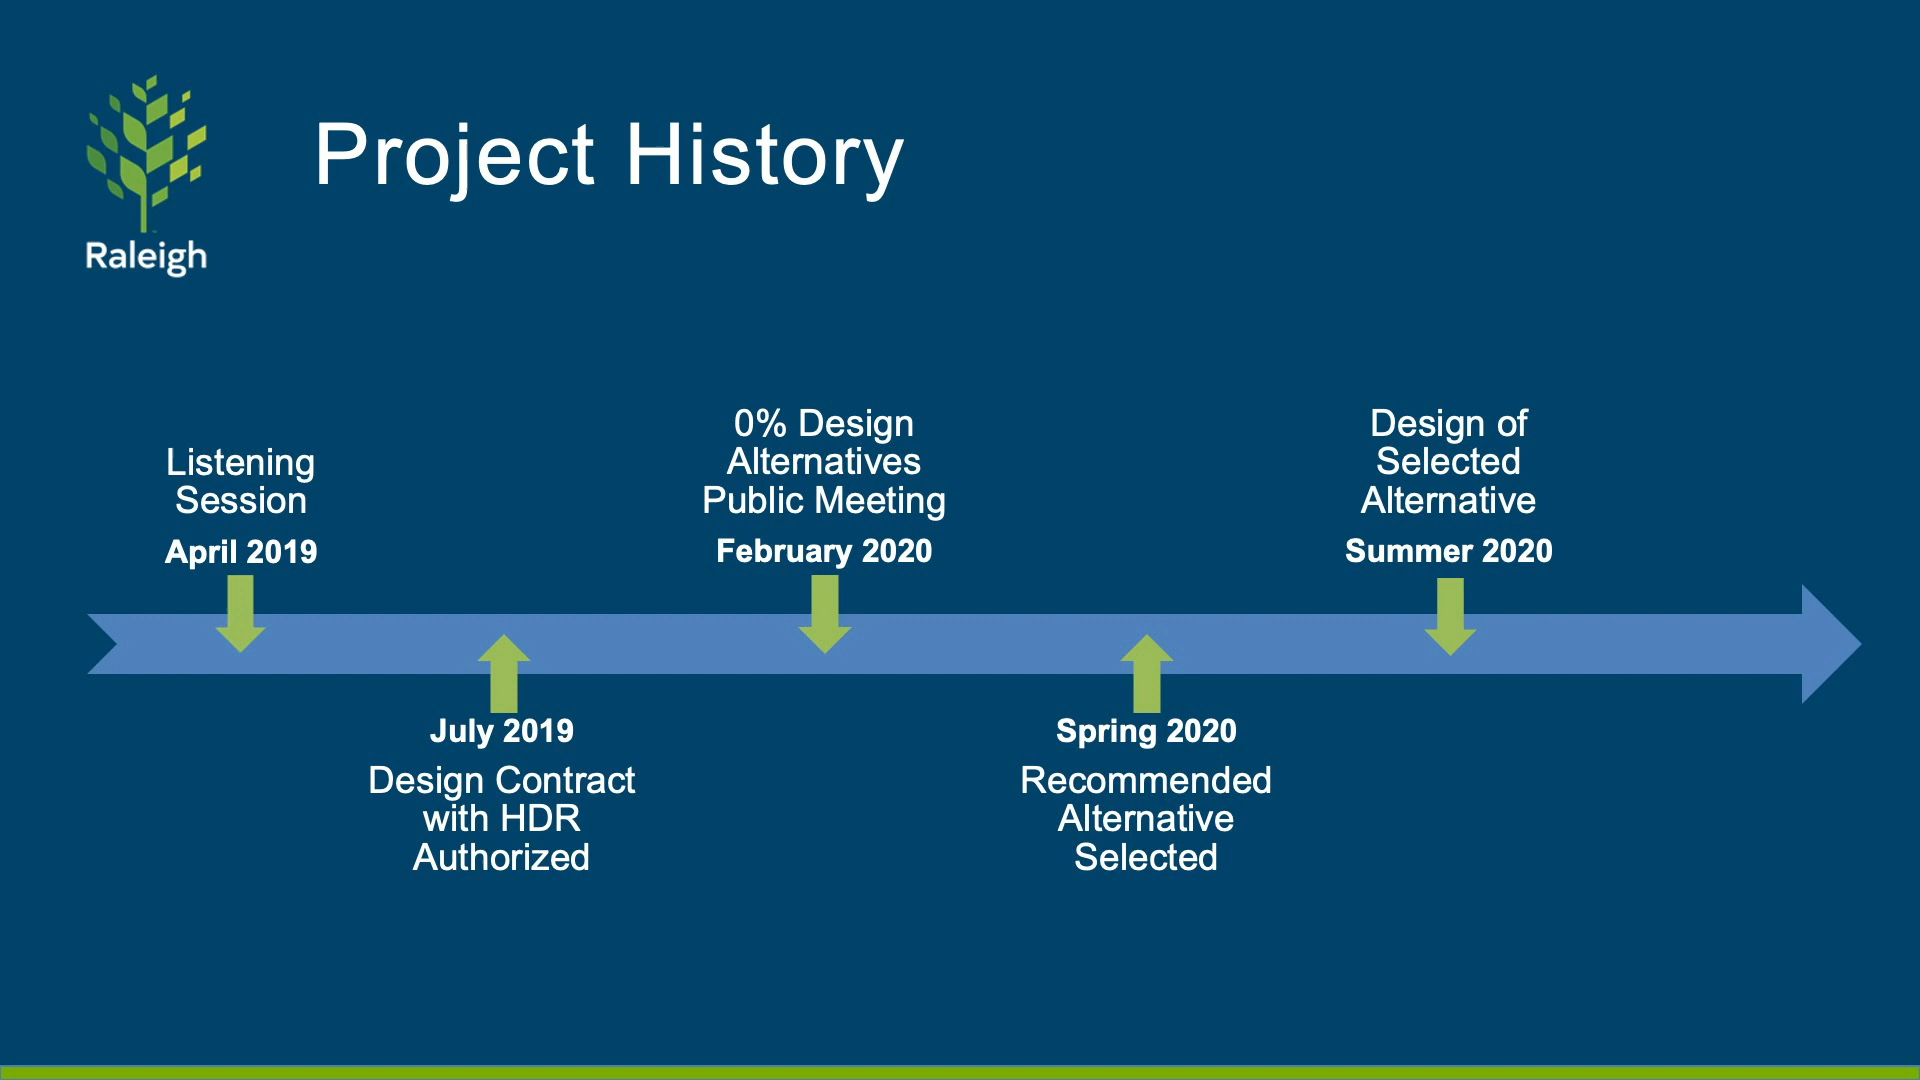 Raleigh
Project History
Listening
Session
April 2019
July 2019
Design Contract
with HDR
Authorized
0% Design
Alternatives
Public Meeting
February 2020
Spring 2020
Recommended
Alternative
Selected
Design of
Selected
Alternative
Summer 2020